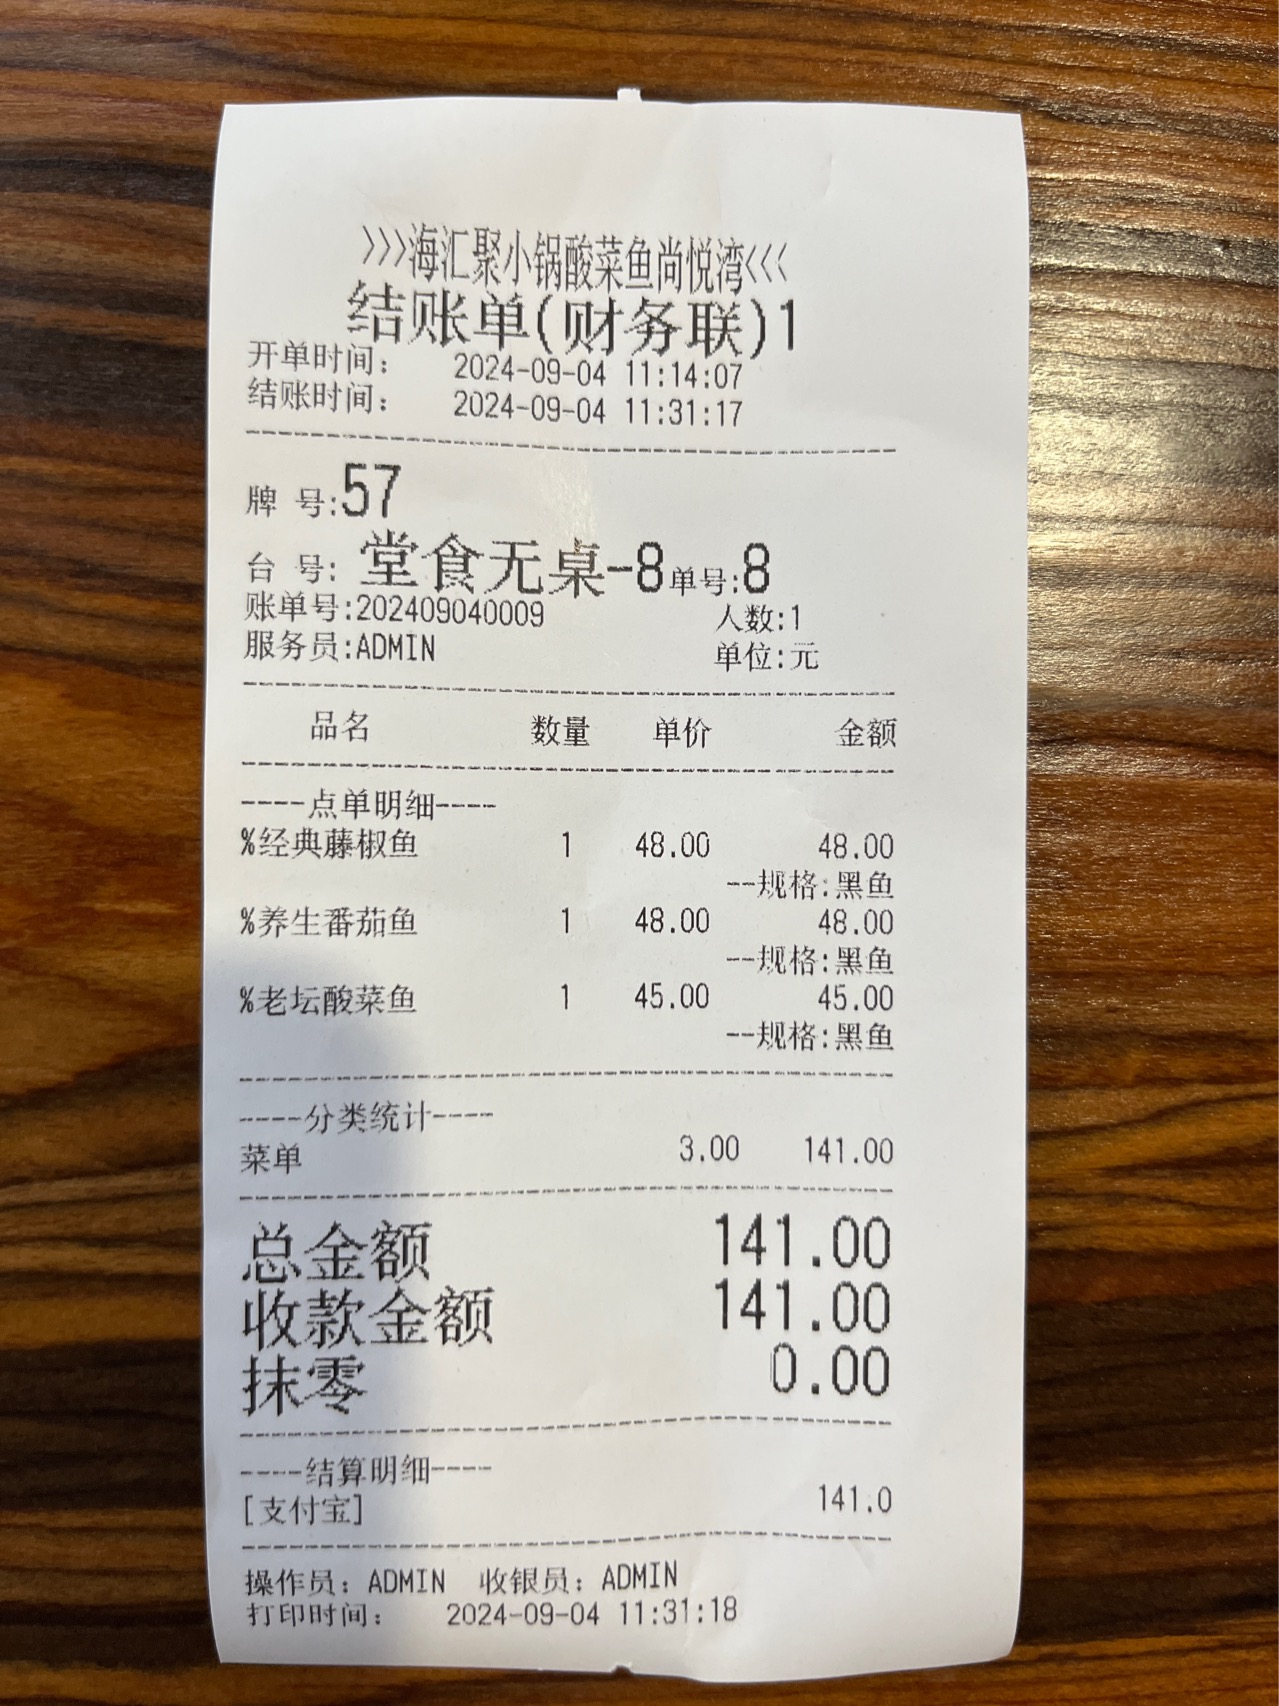 >>>海汇聚小锅酸菜鱼尚悦湾<<<
结账单(财务联)1
开单时间: 2024-09-04 11:14:07
结账时间: 2024-09-04 11:31:17
牌 号:57
台 号: 堂食无桌-8单号:8
账单号:202409040009 人数:1
服务员:ADMIN 单位:元
品名 数量 单价 金额
----点单明细----
%经典藤椒鱼 1 48.00 48.00
--规格:黑鱼
%养生番茄鱼 1 48.00 48.00
--规格:黑鱼
%老坛酸菜鱼 1 45.00 45.00
--规格:黑鱼
----分类统计----
菜单 3.00 141.00
总金额 141.00
收款金额 141.00
抹零 0.00
----结算明细----
[支付宝] 141.0
操作员: ADMIN 收银员: ADMIN
打印时间: 2024-09-04 11:31:18